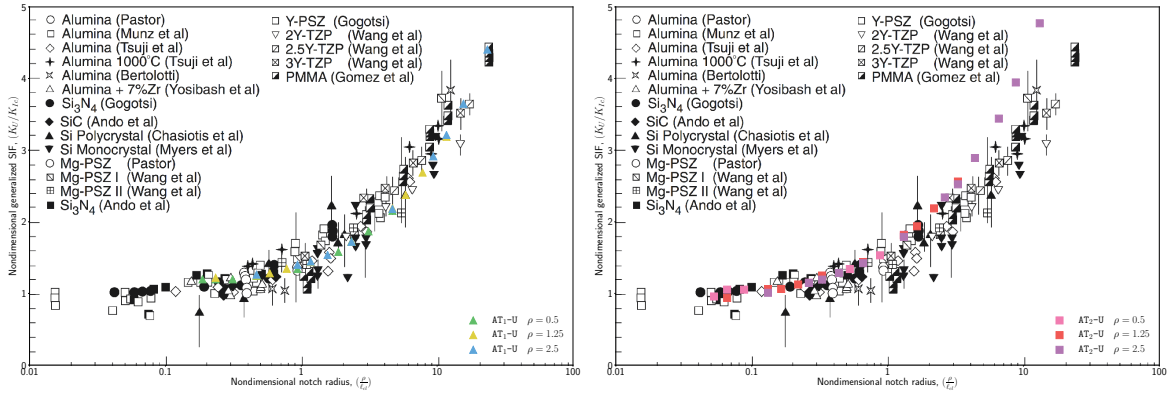 5
4
3
2
1
0
0.01
0.1
1
10
100
Nondimensional generalized SIF, (K_U/K_Ic)
Nondimensional notch radius, (ρ/ℓ_ch)
Alumina (Pastor)
Alumina (Munz et al)
Alumina (Tsuji et al)
Alumina 1000°C (Tsuji et al)
Alumina (Bertolotti)
Alumina + 7%Zr (Yosibash et al)
Si₃N₄ (Gogotsi)
SiC (Ando et al)
Si Polycrystal (Chasiotis et al)
Si Monocrystal (Myers et al)
Mg-PSZ (Pastor)
Mg-PSZ I (Wang et al)
Mg-PSZ II (Wang et al)
Si₃N₄ (Ando et al)
Y-PSZ (Gogotsi)
2Y-TZP (Wang et al)
2.5Y-TZP (Wang et al)
3Y-TZP (Wang et al)
PMMA (Gomez et al)
AT₁-U ρ = 0.5
AT₁-U ρ = 1.25
AT₁-U ρ = 2.5
5
4
3
2
1
0
0.01
0.1
1
10
100
Nondimensional generalized SIF, (K_U/K_Ic)
Nondimensional notch radius, (ρ/ℓ_ch)
Alumina (Pastor)
Alumina (Munz et al)
Alumina (Tsuji et al)
Alumina 1000°C (Tsuji et al)
Alumina (Bertolotti)
Alumina + 7%Zr (Yosibash et al)
Si₃N₄ (Gogotsi)
SiC (Ando et al)
Si Polycrystal (Chasiotis et al)
Si Monocrystal (Myers et al)
Mg-PSZ (Pastor)
Mg-PSZ I (Wang et al)
Mg-PSZ II (Wang et al)
Si₃N₄ (Ando et al)
Y-PSZ (Gogotsi)
2Y-TZP (Wang et al)
2.5Y-TZP (Wang et al)
3Y-TZP (Wang et al)
PMMA (Gomez et al)
AT₂-U ρ = 0.5
AT₂-U ρ = 1.25
AT₂-U ρ = 2.5